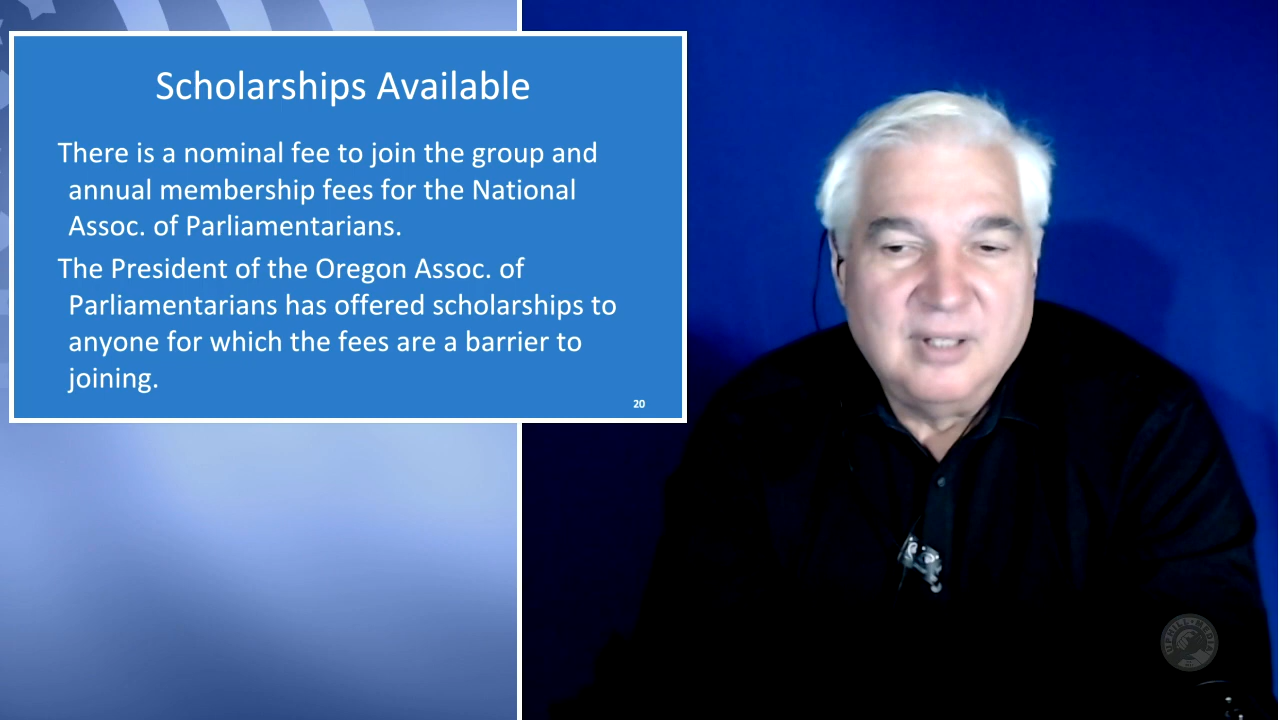 Scholarships Available
There is a nominal fee to join the group and
annual membership fees for the National
Assoc. of Parliamentarians.
The President of the Oregon Assoc. of
Parliamentarians has offered scholarships to
anyone for which the fees are a barrier to
joining.
20